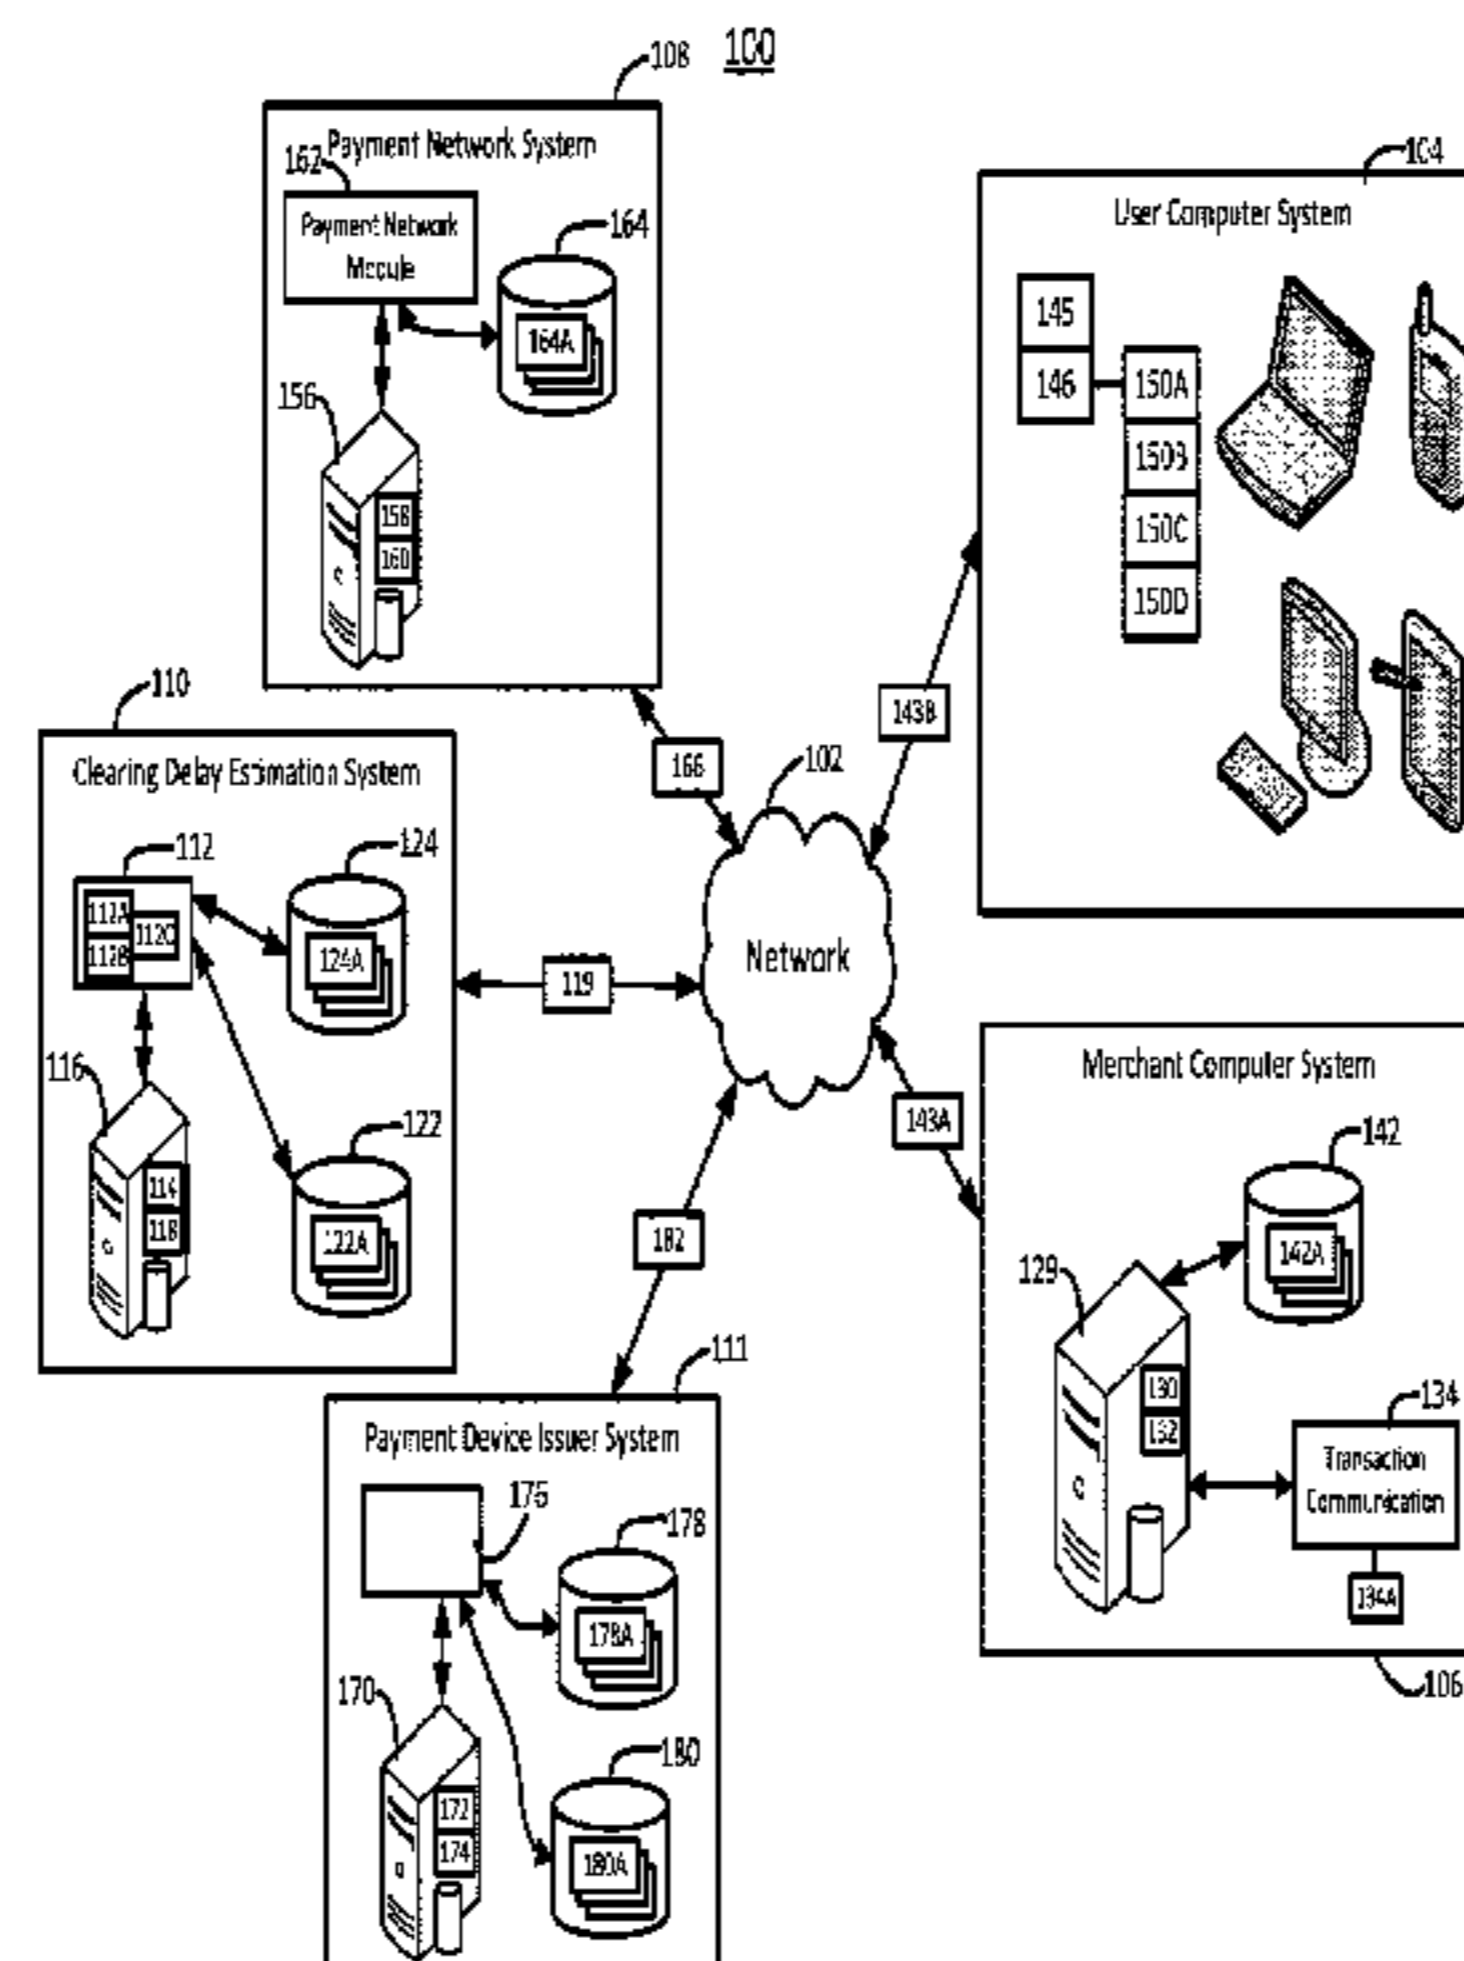 100
108
Payment Network System
162
Payment Network
Module
164
164A
156
158
160
104
User Computer System
145
146
150A
150B
150C
150D
110
Clearing Delay Estimation System
112
112A
112B
112C
124
124A
116
114
118
122
122A
166
143B
102
Network
119
143A
182
Merchant Computer System
142
142A
129
130
132
134
Transaction
Communication
134A
106
111
Payment Device Issuer System
176
178
178A
170
172
174
180
180A